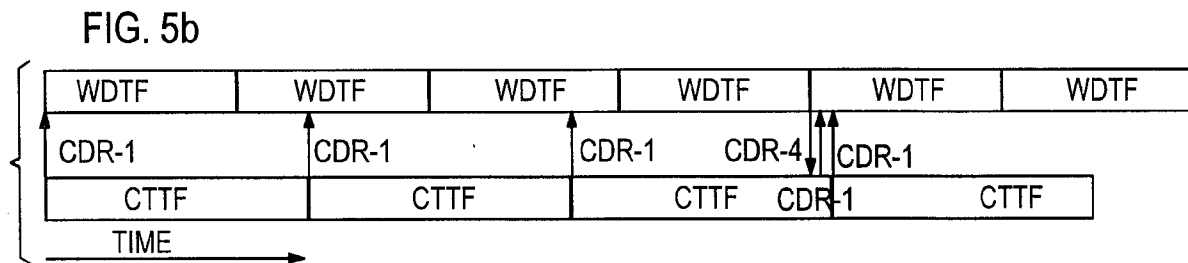 FIG. 5b
WDTF WDTF WDTF WDTF WDTF WDTF
CDR-1 CDR-1 CDR-1 CDR-4 CDR-1
CTTF CTTF CTTF CDR-1 CTTF
TIME